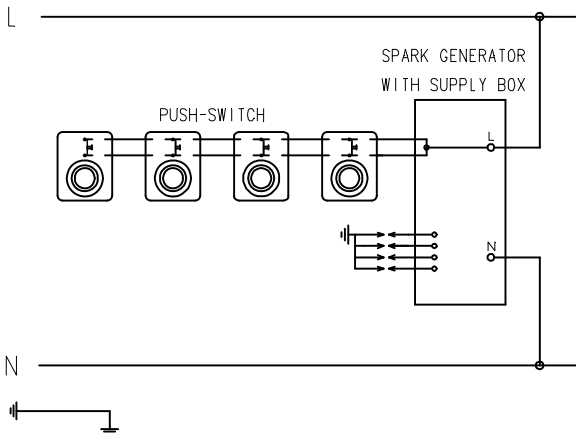 L
SPARK GENERATOR
WITH SUPPLY BOX
PUSH-SWITCH
L
N
N